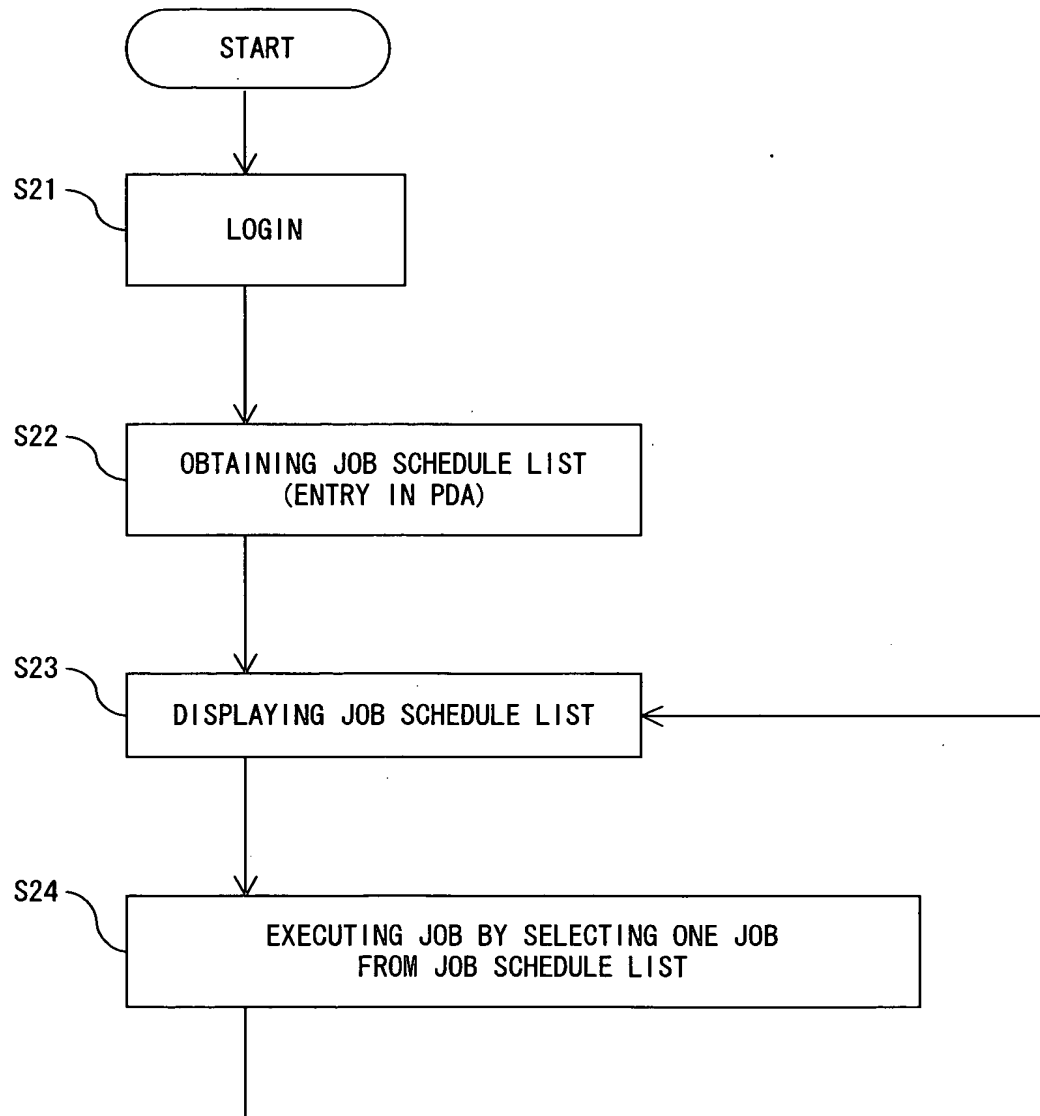 START
S21
LOGIN
S22
OBTAINING JOB SCHEDULE LIST
(ENTRY IN PDA)
S23
DISPLAYING JOB SCHEDULE LIST
S24
EXECUTING JOB BY SELECTING ONE JOB
FROM JOB SCHEDULE LIST